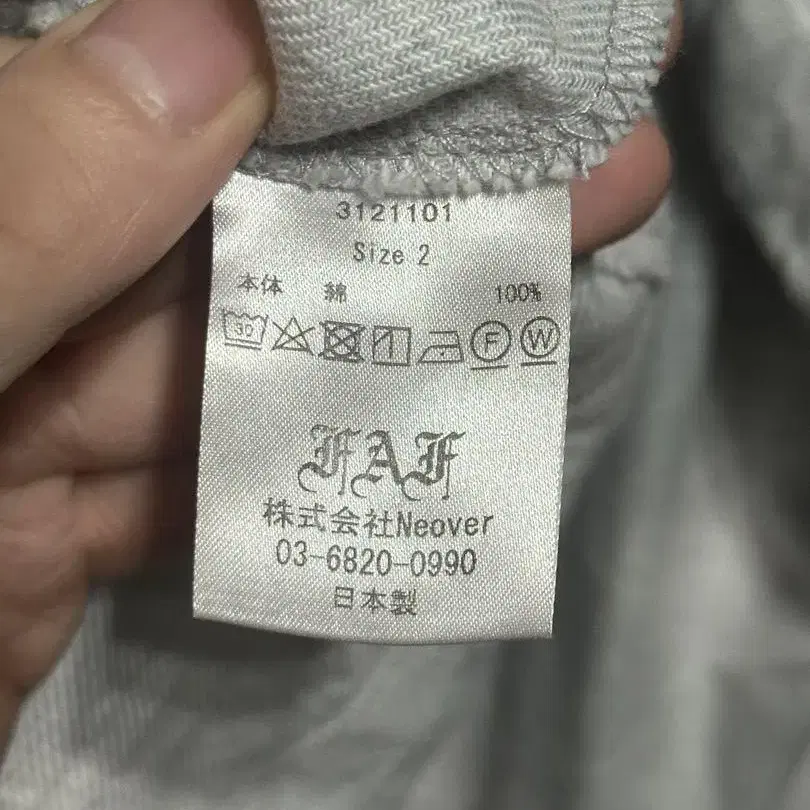 3121101
Size 2
本体 綿 100%
30 F W
FAF
株式会社Neover
03-6820-0990
日本製